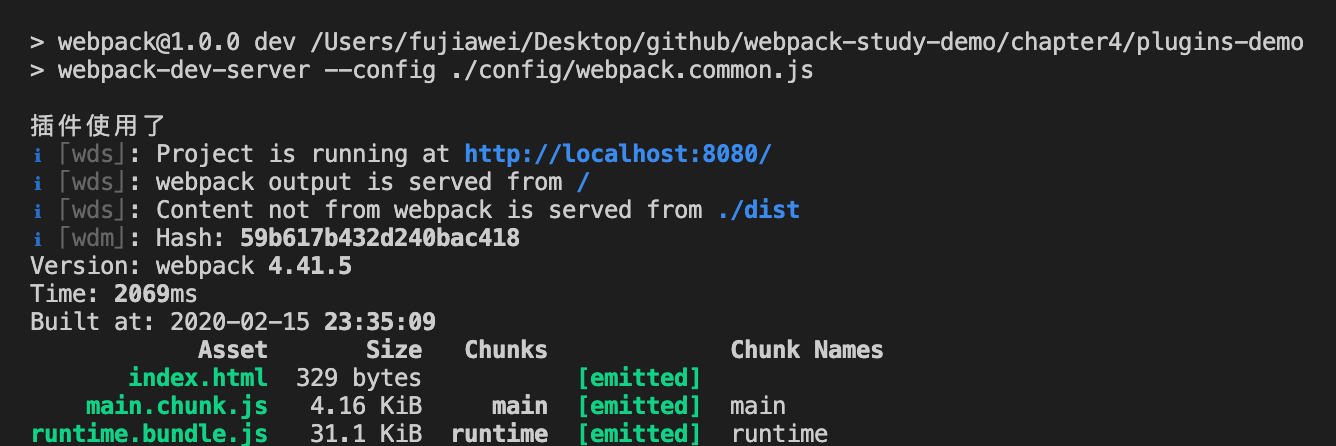 > webpack@1.0.0 dev /Users/fujiawei/Desktop/github/webpack-study-demo/chapter4/plugins-demo
> webpack-dev-server --config ./config/webpack.common.js
插件使用了
ℹ ｢wds｣: Project is running at http://localhost:8080/
ℹ ｢wds｣: webpack output is served from /
ℹ ｢wds｣: Content not from webpack is served from ./dist
ℹ ｢wdm｣: Hash: 59b617b432d240bac418
Version: webpack 4.41.5
Time: 2069ms
Built at: 2020-02-15 23:35:09
Asset Size Chunks Chunk Names
index.html 329 bytes [emitted]
main.chunk.js 4.16 KiB main [emitted] main
runtime.bundle.js 31.1 KiB runtime [emitted] runtime